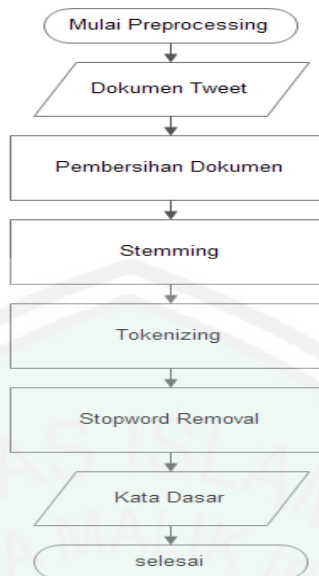 Mulai Preprocessing
Dokumen Tweet
Pembersihan Dokumen
Stemming
Tokenizing
Stopword Removal
Kata Dasar
selesai